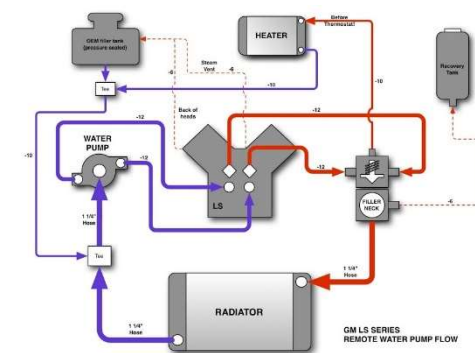 OEM filler tank
(pressure sealed)
HEATER
Before
Thermostat!
Recovery
Tank
Steam
Vent
-6
-6
-10
-10
Tee
-12
-12
Back of
heads
WATER
PUMP
-12
-12
-12
LS
FILLER
NECK
-6
1 1/4"
Hose
Tee
1 1/4"
Hose
1 1/4"
Hose
RADIATOR
GM LS SERIES
REMOTE WATER PUMP FLOW